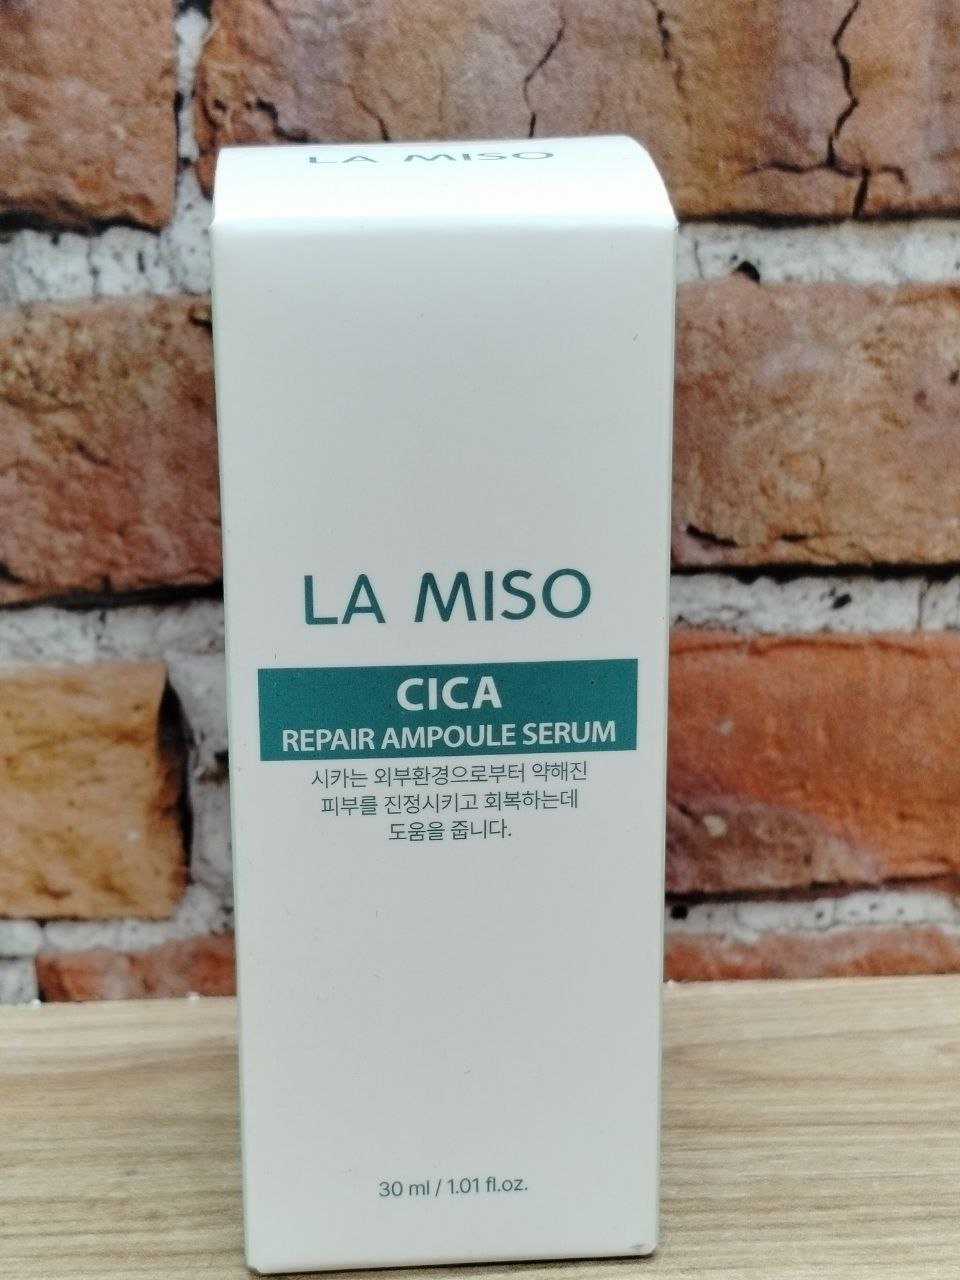 LA MISO
LA MISO
CICA
REPAIR AMPOULE SERUM
시카는 외부환경으로부터 약해진
피부를 진정시키고 회복하는데
도움을 줍니다.
30 ml / 1.01 fl.oz.